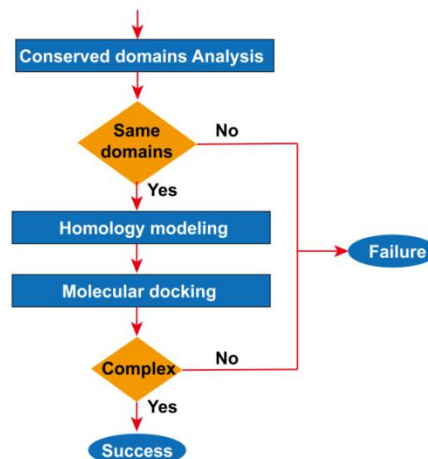 Conserved domains Analysis
Same
domains
No
Yes
Homology modeling
Failure
Molecular docking
Complex
No
Yes
Success